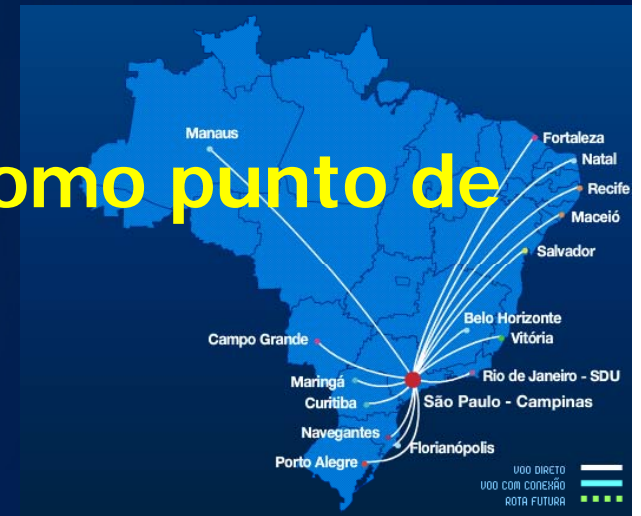 Manaus
Fortaleza
Natal
omo punto de
Recife
Maceió
Salvador
Belo Horizonte
Campo Grande
Vitória
Maringá
Rio de Janeiro - SDU
Curitiba
São Paulo - Campinas
Navegantes
Florianópolis
Porto Alegre
VOO DIRETO
VOO COM CONEXÃO
ROTA FUTURA